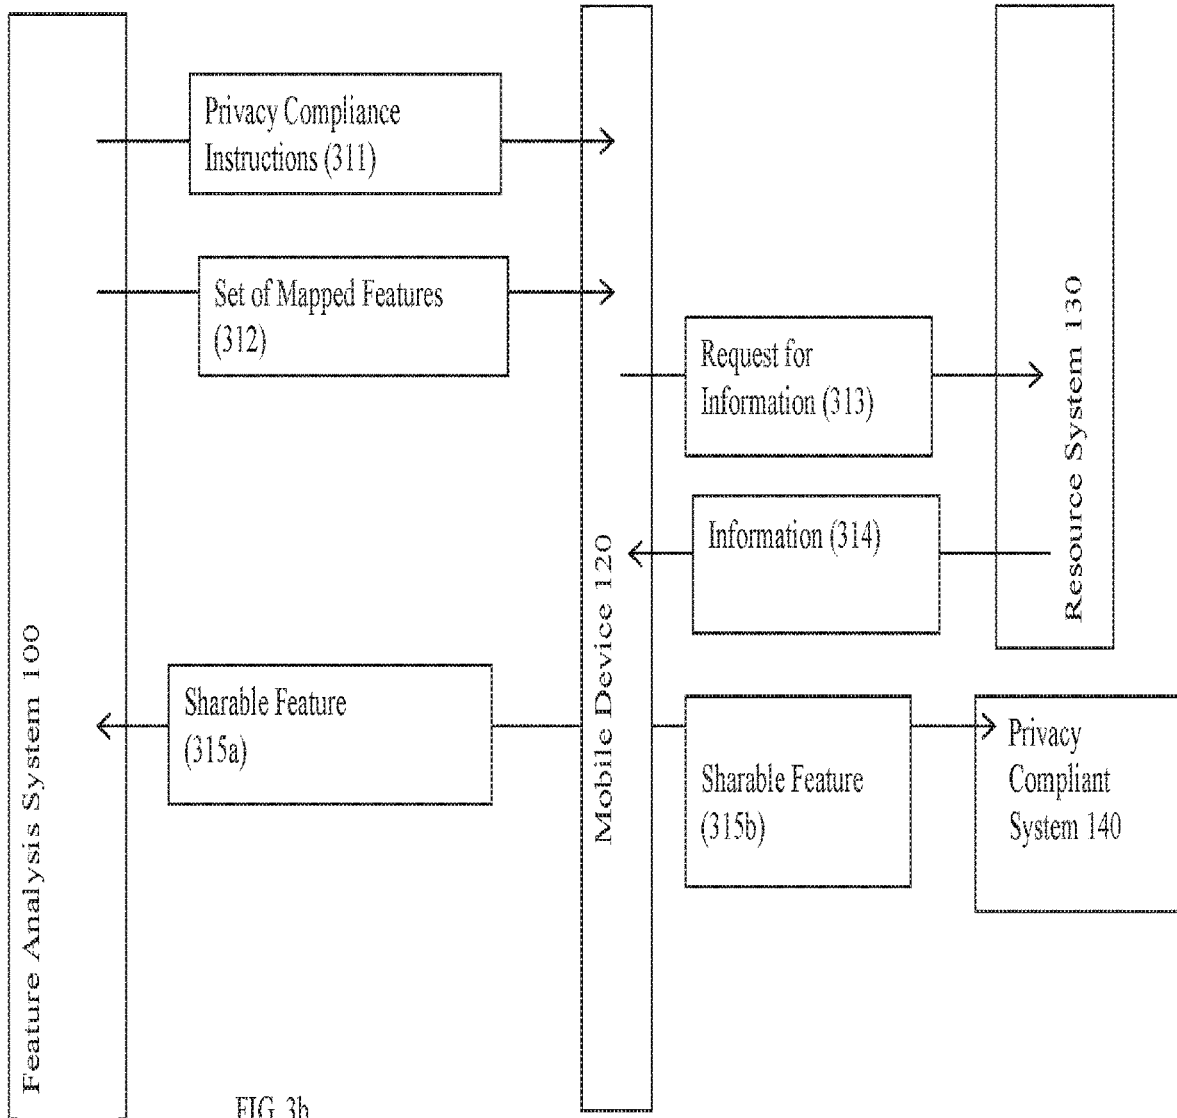 Privacy Compliance
Instructions (311)
Set of Mapped Features
(312)
Request for
Information (313)
Information (314)
Resource System 130
Sharable Feature
(315a)
Sharable Feature
(315b)
Privacy
Compliant
System 140
Mobile Device 120
Feature Analysis System 100
FIG. 3b